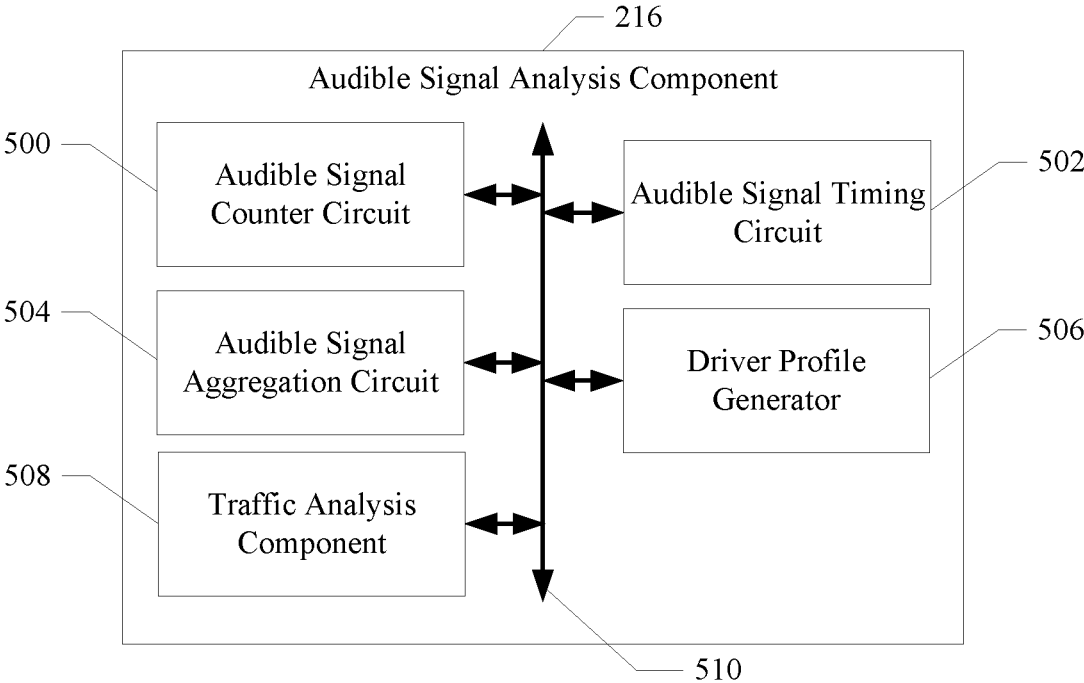 216
Audible Signal Analysis Component
500
Audible Signal
Counter Circuit
502
Audible Signal Timing
Circuit
504
Audible Signal
Aggregation Circuit
506
Driver Profile
Generator
508
Traffic Analysis
Component
510